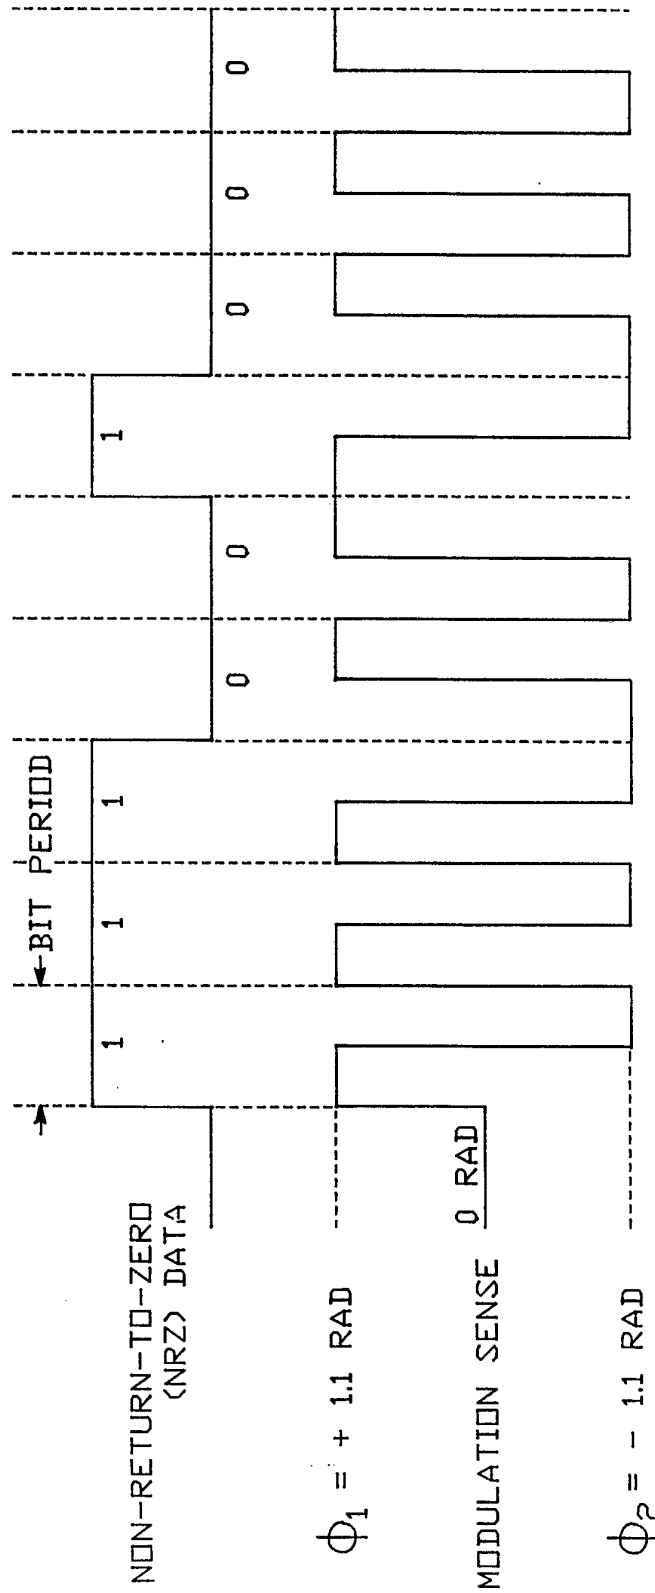 BIT PERIOD
NON-RETURN-TO-ZERO
(NRZ) DATA
1 1 1 0 0 1 0 0 0
ϕ1 = + 1.1 RAD
MODULATION SENSE
0 RAD
ϕ2 = - 1.1 RAD